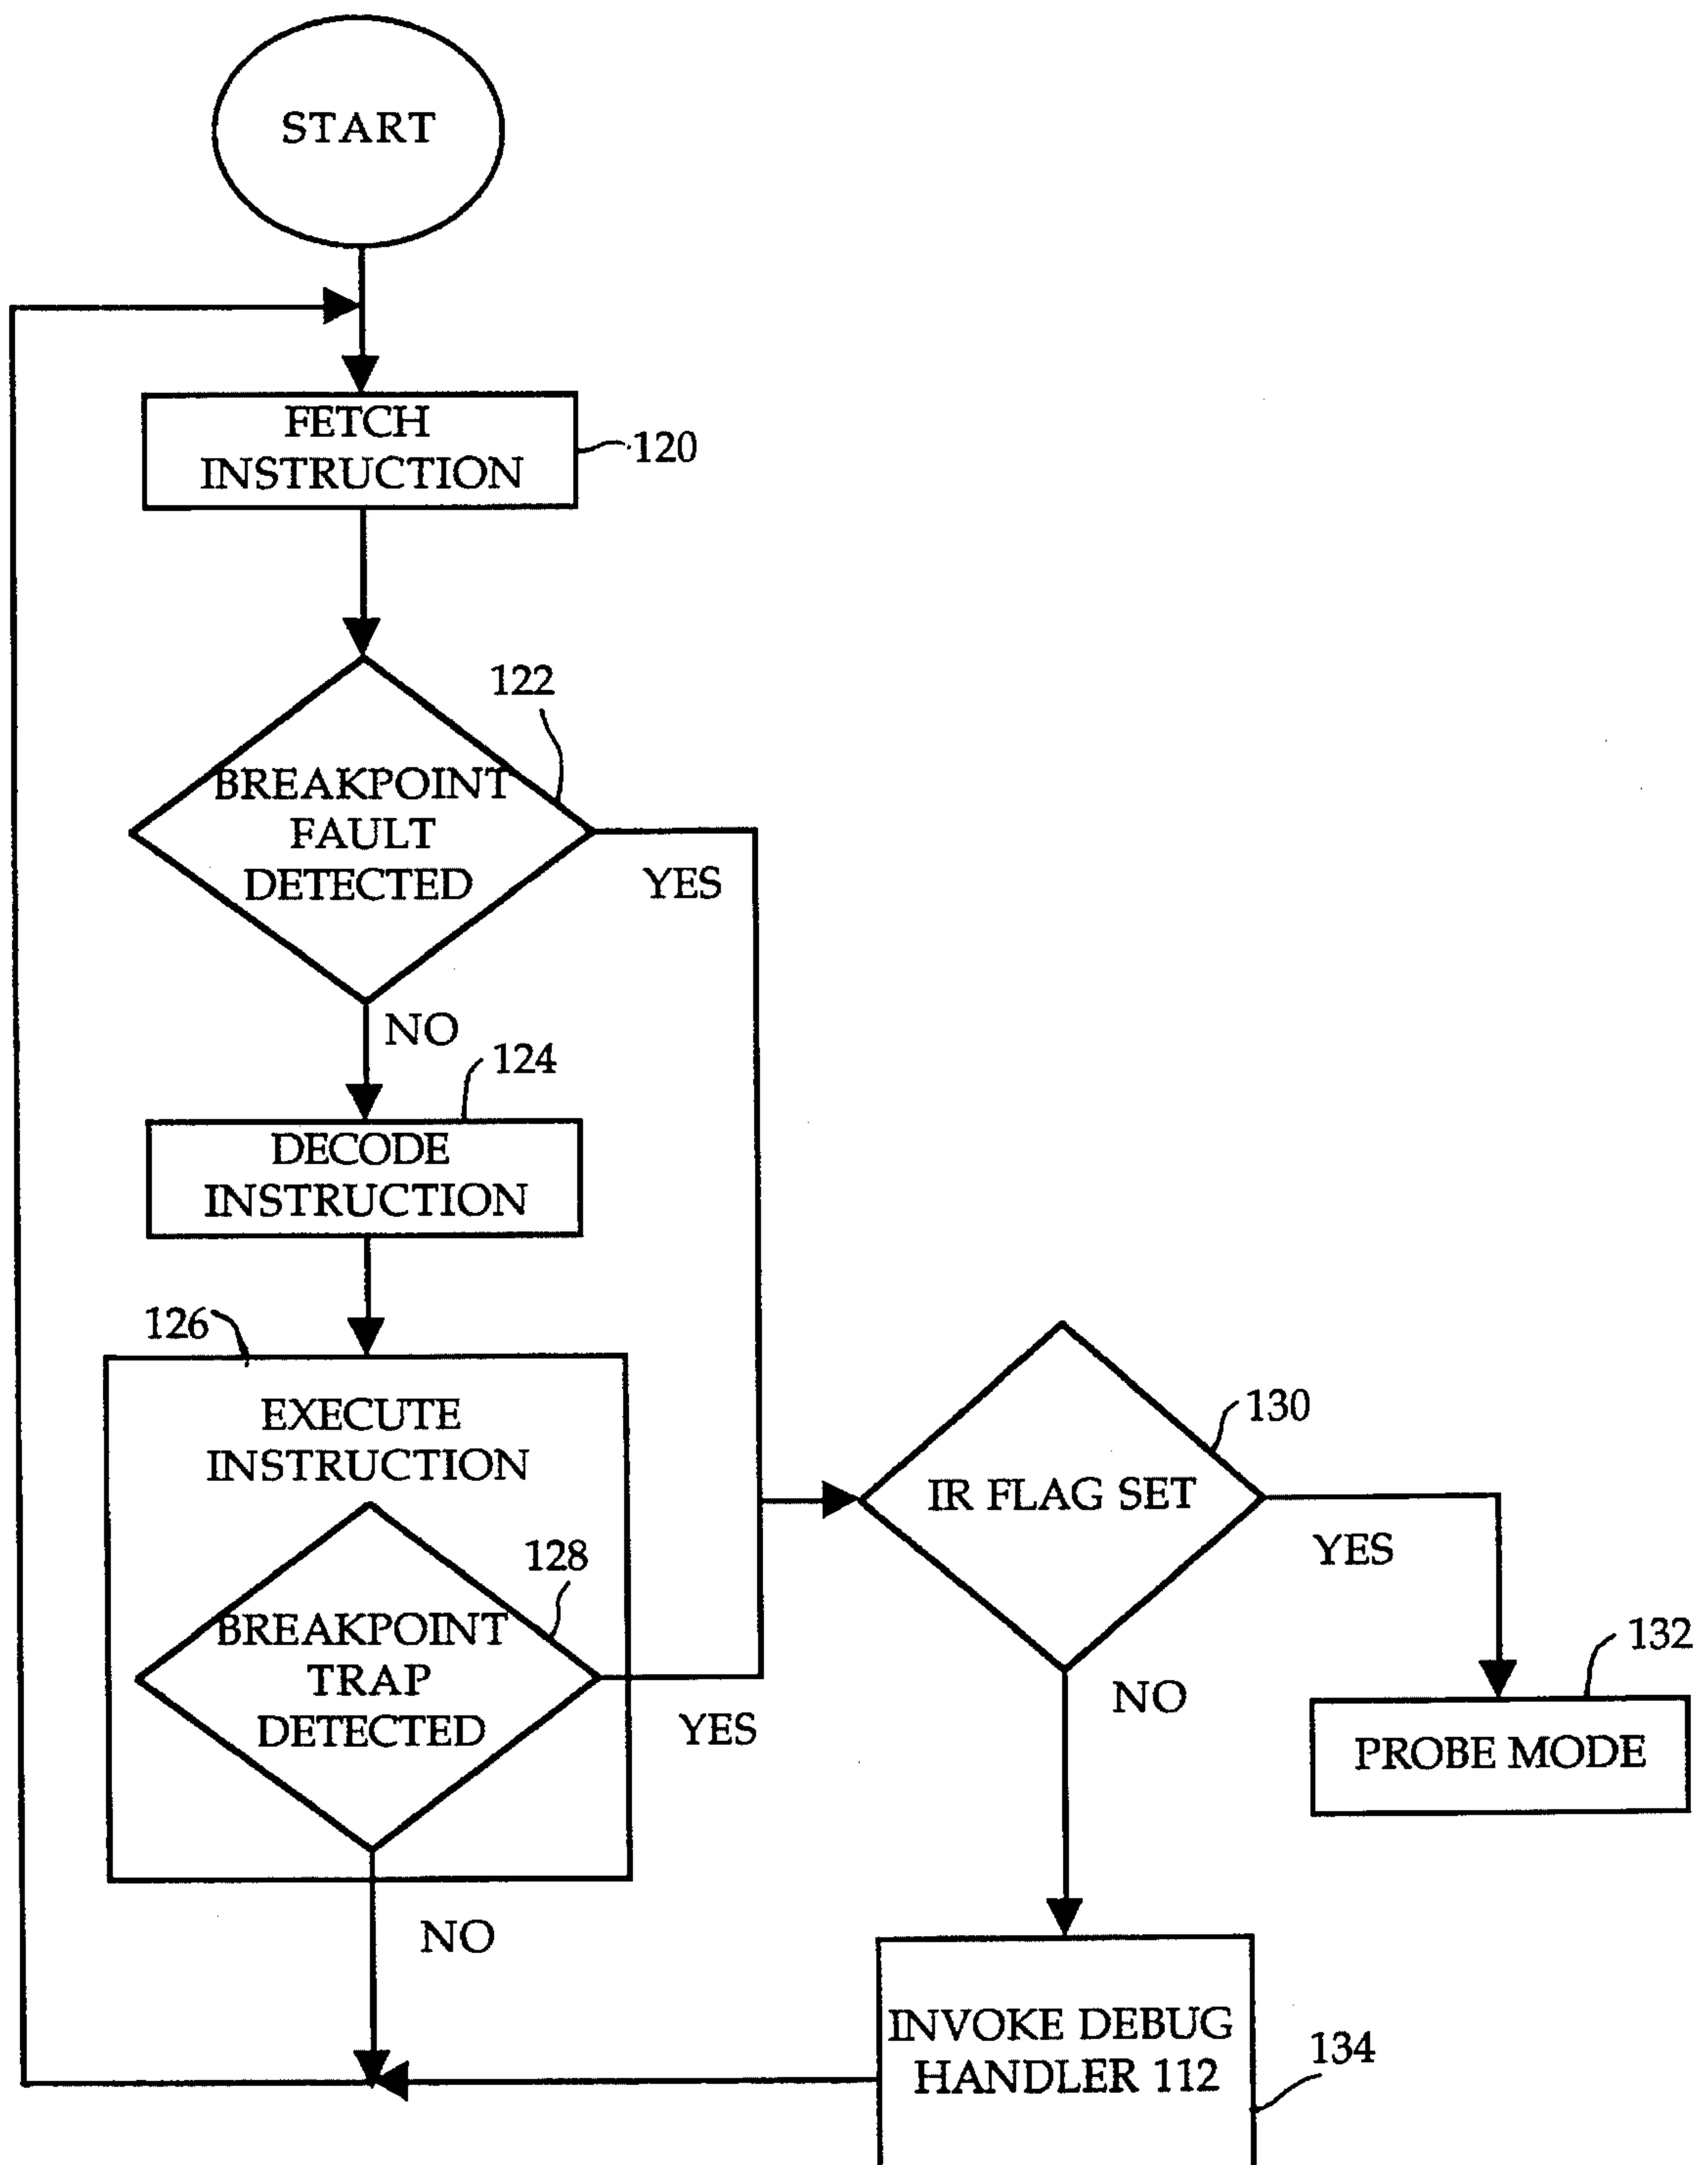 START
FETCH
INSTRUCTION
120
122
BREAKPOINT
FAULT
DETECTED
YES
NO
124
DECODE
INSTRUCTION
126
EXECUTE
INSTRUCTION
128
BREAKPOINT
TRAP
DETECTED
YES
NO
130
IR FLAG SET
YES
NO
132
PROBE MODE
INVOKE DEBUG
HANDLER 112
134